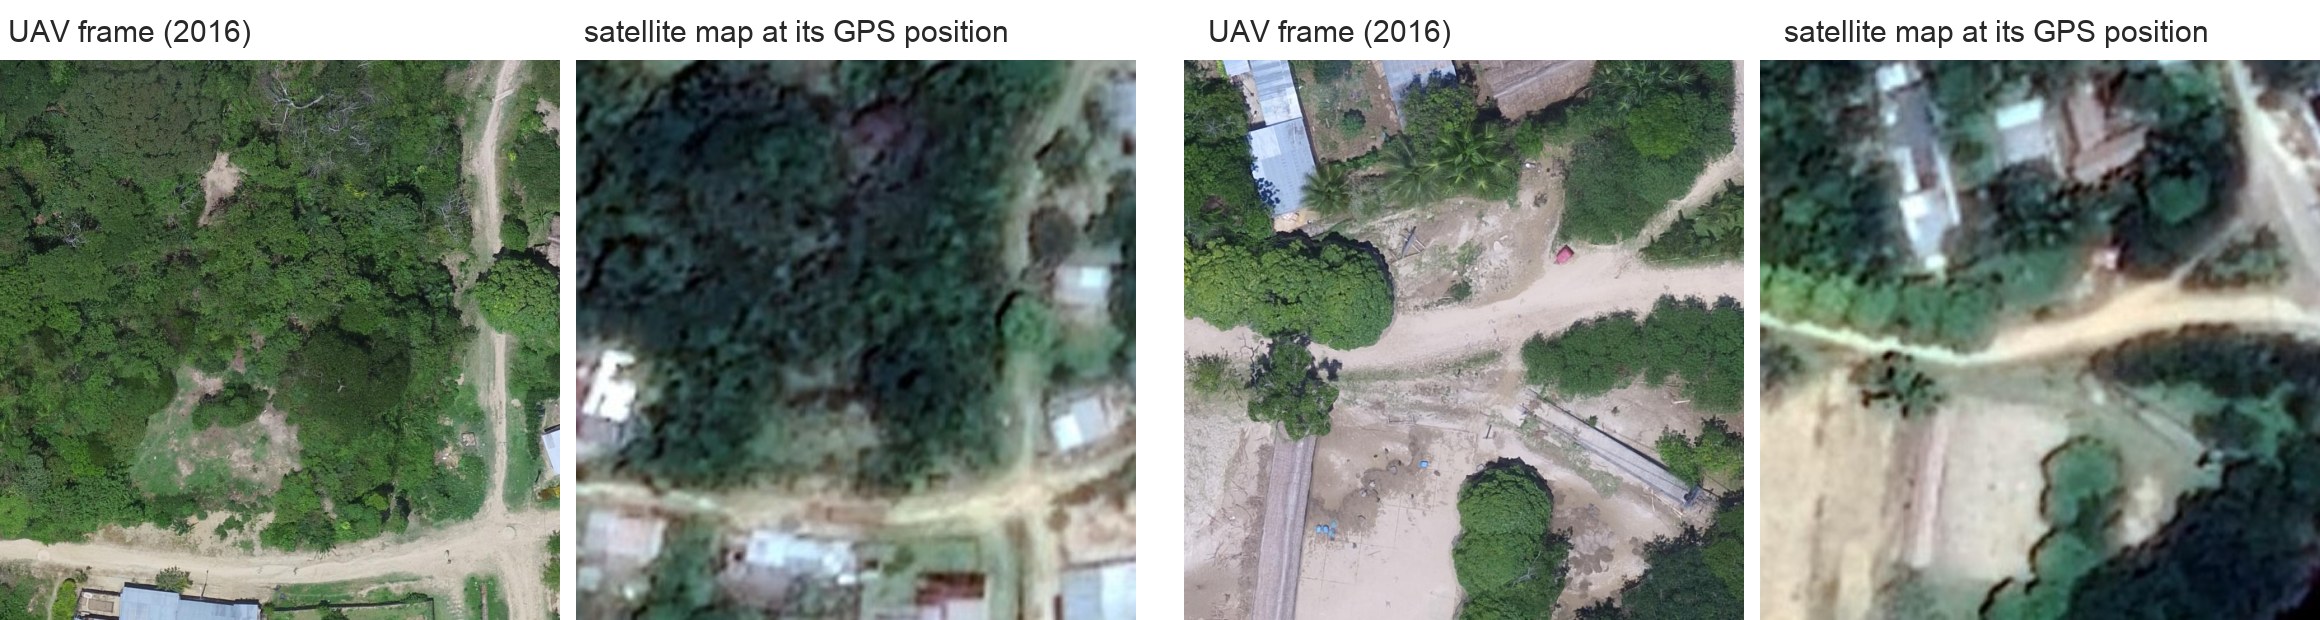 UAV frame (2016)
satellite map at its GPS position
UAV frame (2016)
satellite map at its GPS position